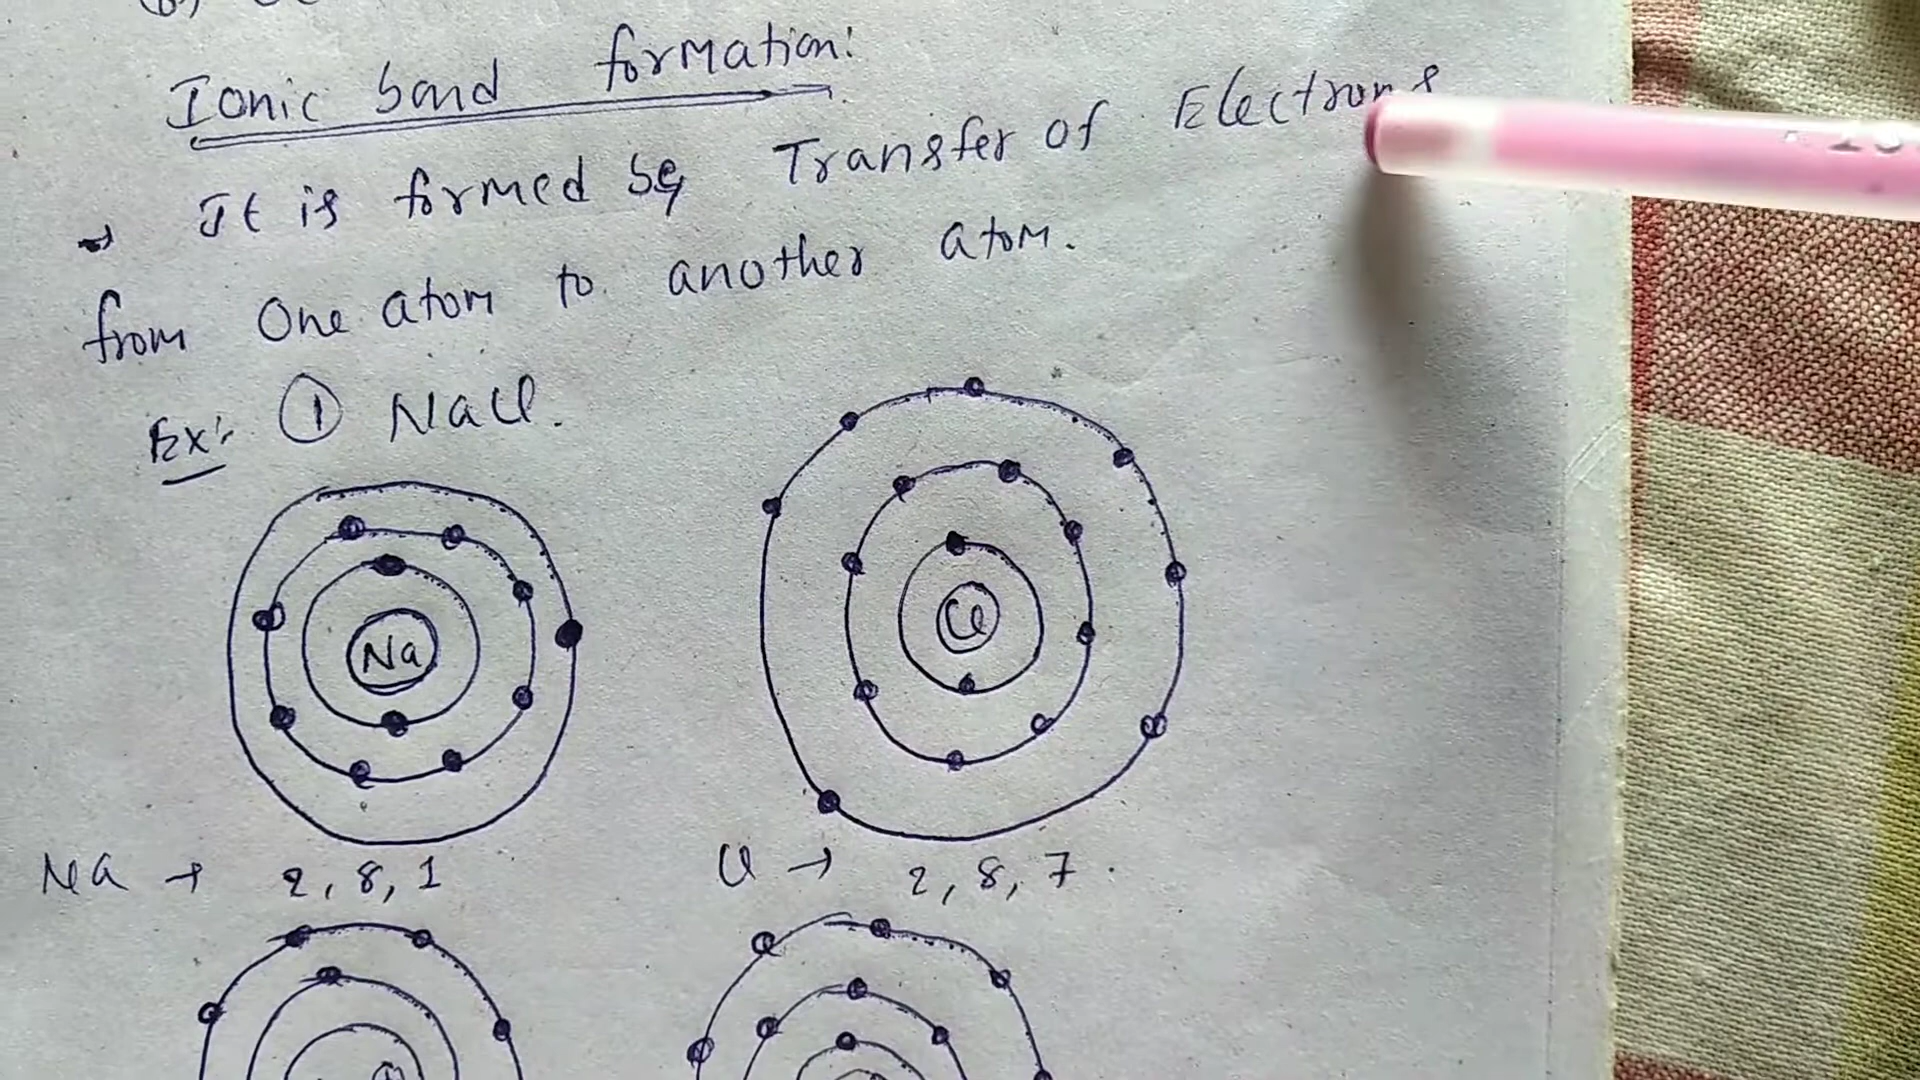 Ionic bond formation:
→ It is formed by Transfer of Electrons
from One atom to another atom.
Ex:- ① NaCl.
Na
Cl
Na → 2, 8, 1
Cl → 2, 8, 7.